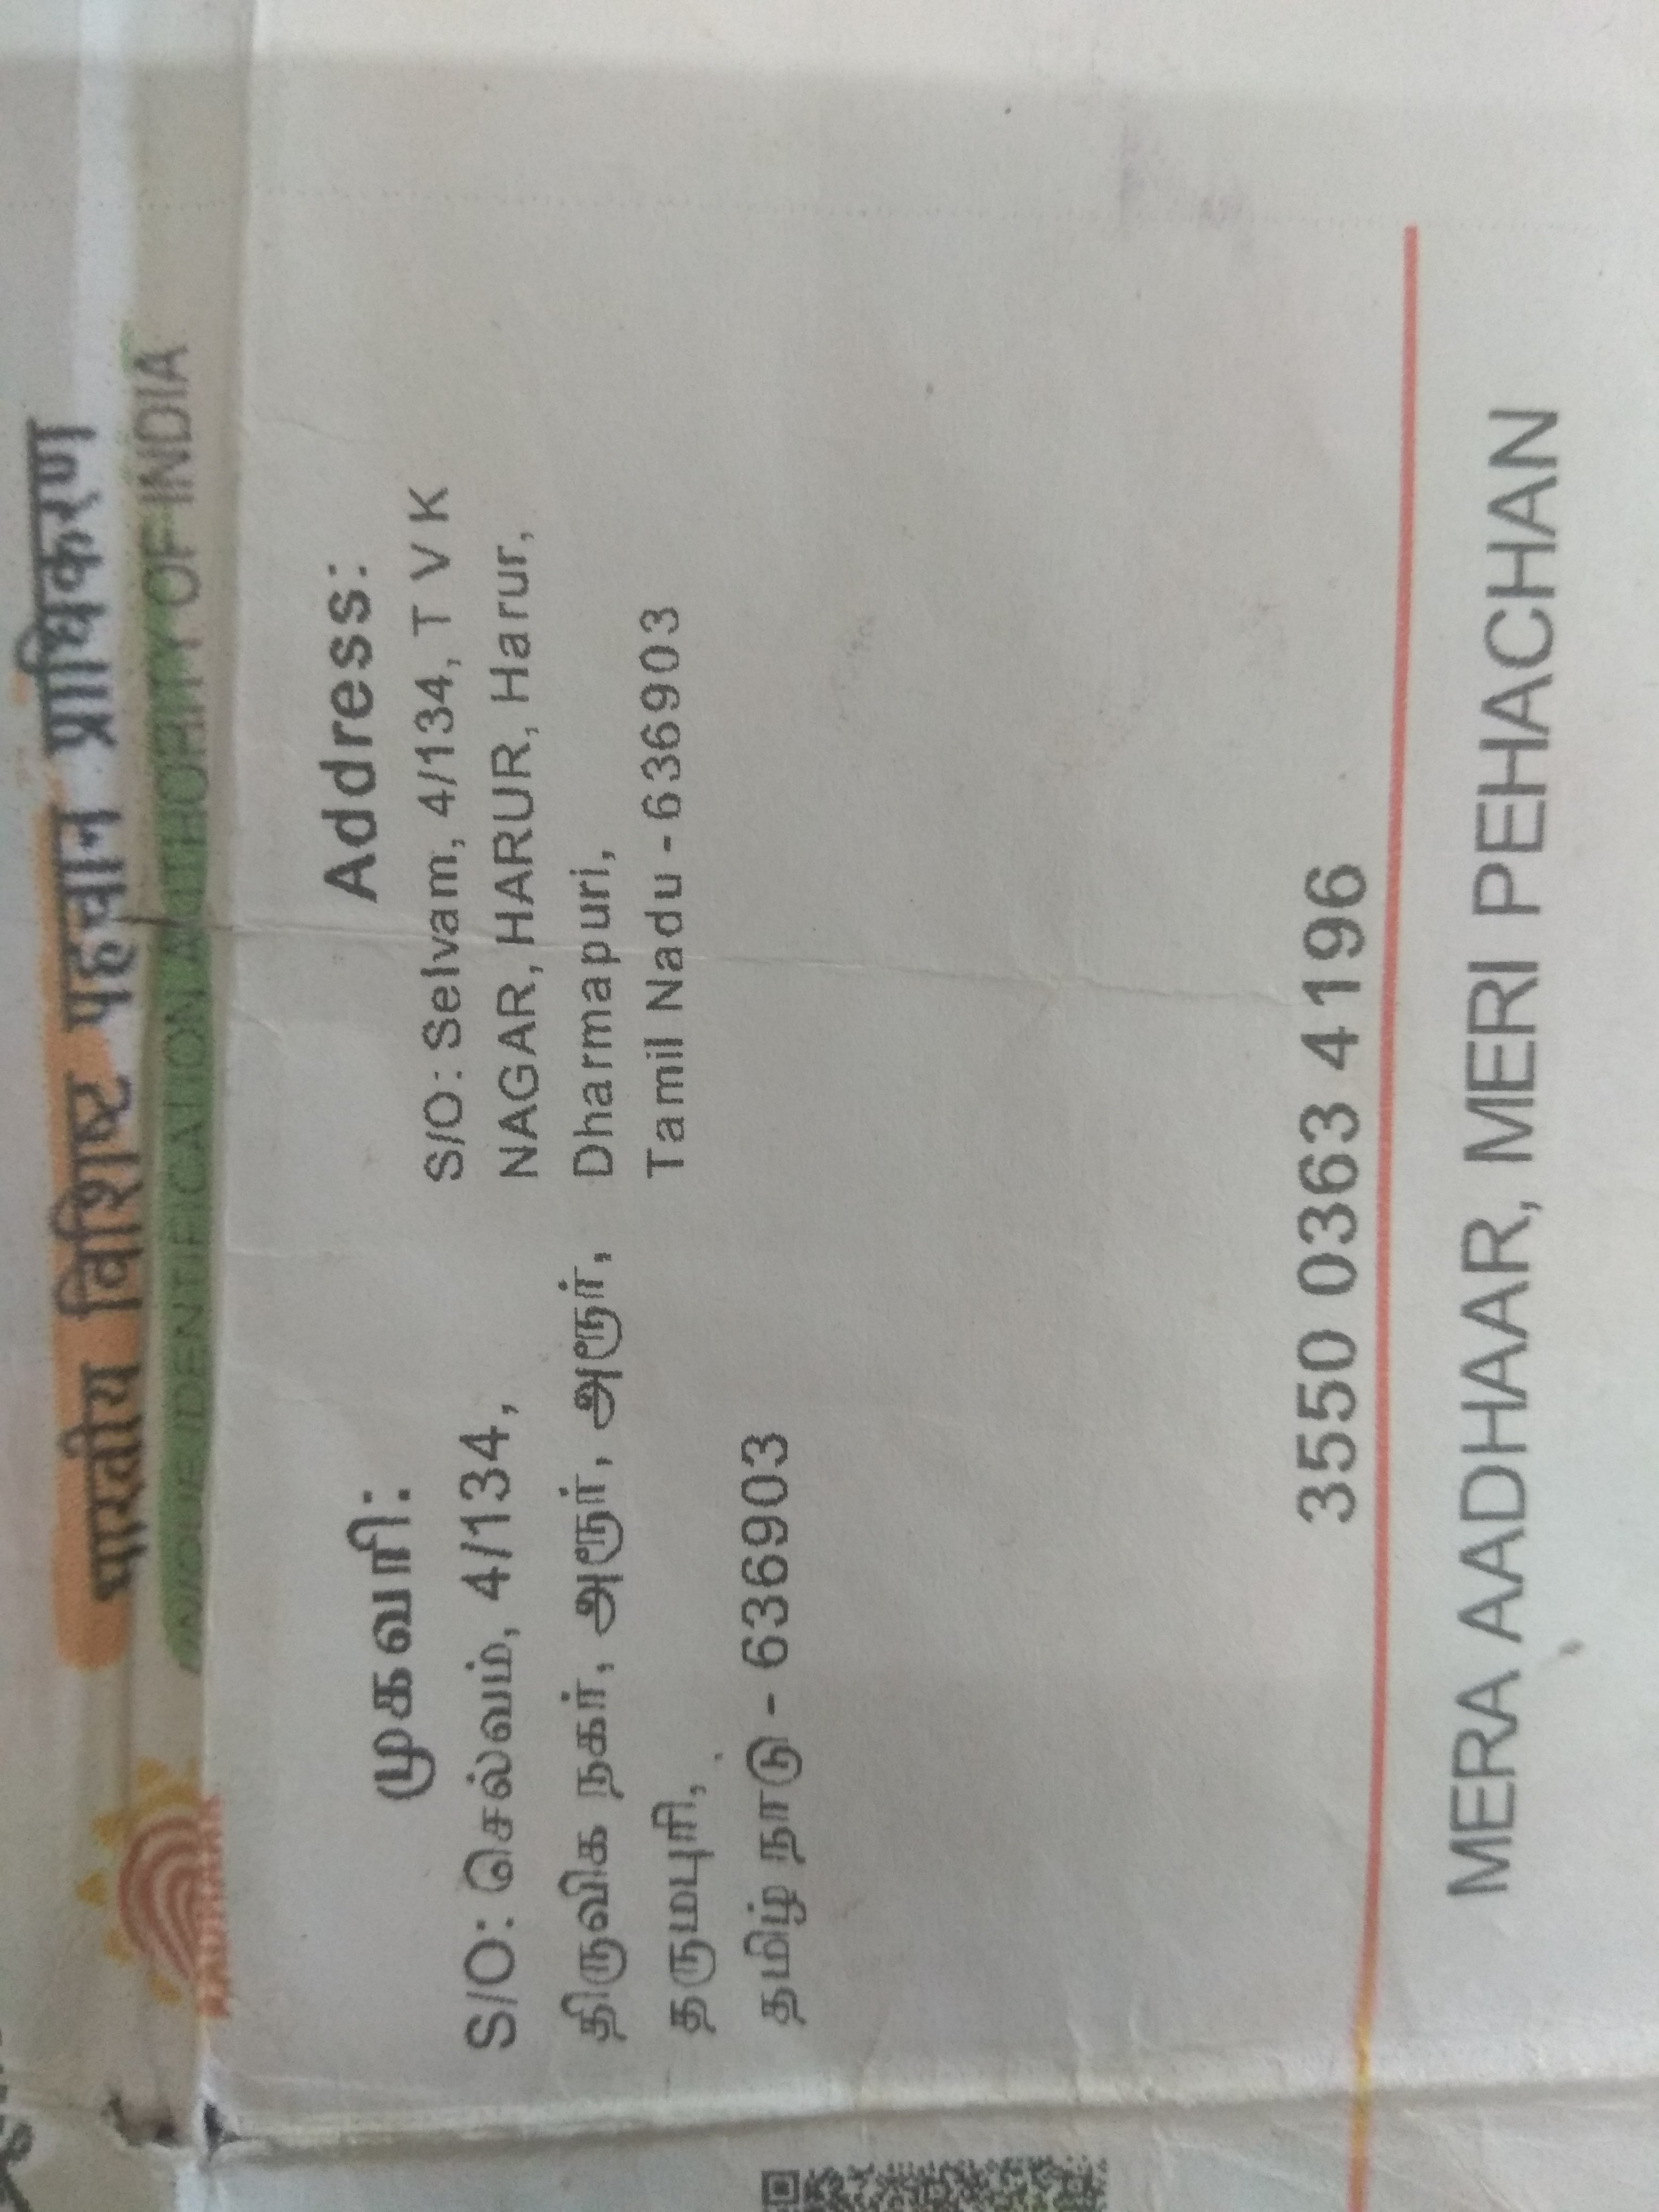 भारतीय विशिष्ट पहचान प्राधिकरण
UNIQUE IDENTIFICATION AUTHORITY OF INDIA
முகவரி:
S/O: செல்வம், 4/134, ,
திருவிக நகர், அரூர், அரூர்,
தருமபுரி,
தமிழ் நாடு - 636903
Address:
S/O: Selvam, 4/134, T V K
NAGAR, HARUR, Harur,
Dharmapuri,
Tamil Nadu - 636903
3550 0363 4196
MERA AADHAAR, MERI PEHACHAN